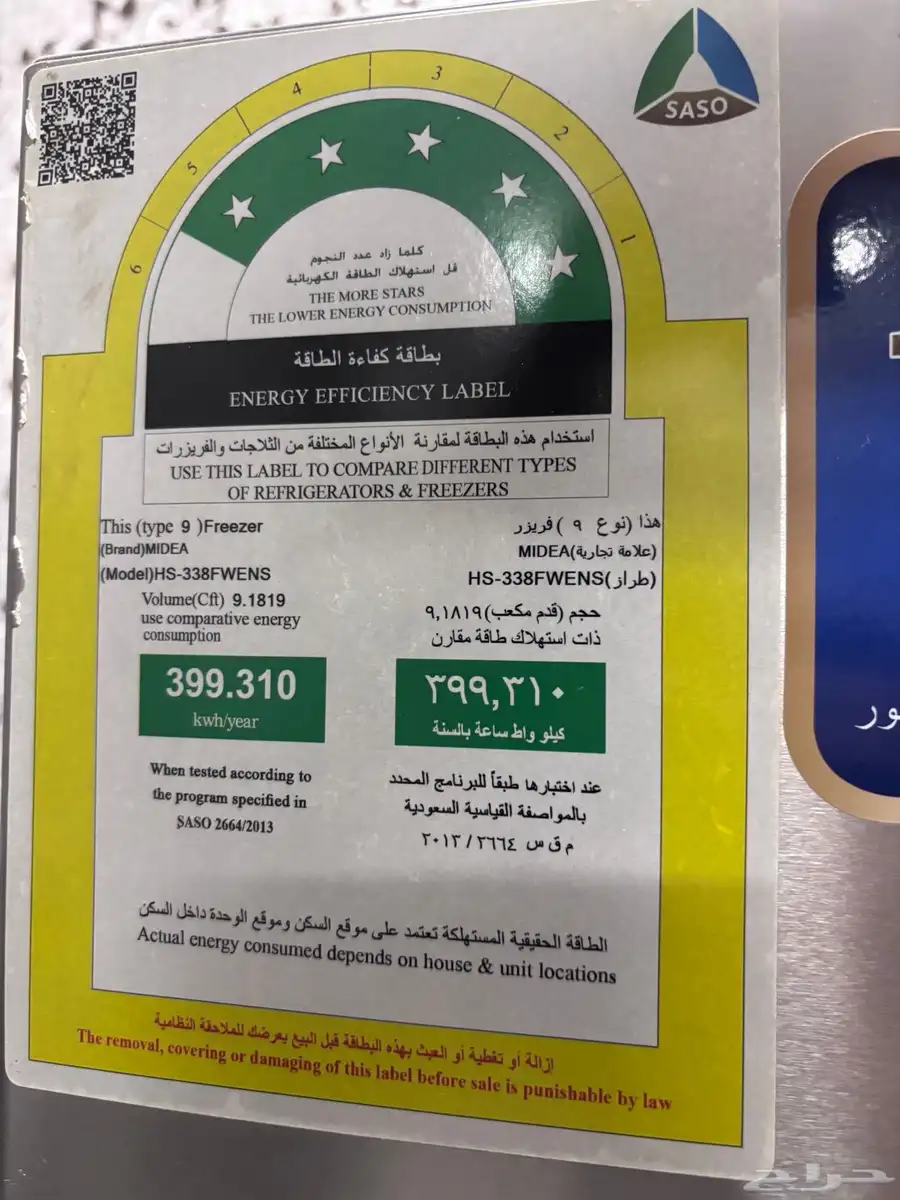 SASO
6
5
4
3
2
1
كلما زاد عدد النجوم
قل استهلاك الطاقة الكهربائية
THE MORE STARS
THE LOWER ENERGY CONSUMPTION
بطاقة كفاءة الطاقة
ENERGY EFFICIENCY LABEL
استخدام هذه البطاقة لمقارنة الأنواع المختلفة من الثلاجات والفريزرات
USE THIS LABEL TO COMPARE DIFFERENT TYPES
OF REFRIGERATORS & FREEZERS
This (type 9 )Freezer
(Brand)MIDEA
(Model)HS-338FWENS
Volume(Cft) 9.1819
use comparative energy
consumption
399.310
kwh/year
When tested according to
the program specified in
SASO 2664/2013
هذا (نوع ٩ ) فريزر
(علامة تجارية)MIDEA
(طراز)HS-338FWENS
حجم (قدم مكعب)٩,١٨١٩
ذات استهلاك طاقة مقارن
٣٩٩,٣١٠
كيلو واط ساعة بالسنة
عند اختبارها طبقاً للبرنامج المحدد
بالمواصفة القياسية السعودية
م ق س ٢٦٦٤ / ٢٠١٣
الطاقة الحقيقية المستهلكة تعتمد على موقع السكن وموقع الوحدة داخل السكن
Actual energy consumed depends on house & unit locations
ازالة أو تغطية أو العبث بهذه البطاقة قبل البيع يعرضك للملاحقة النظامية
The removal, covering or damaging of this label before sale is punishable by law
حراج